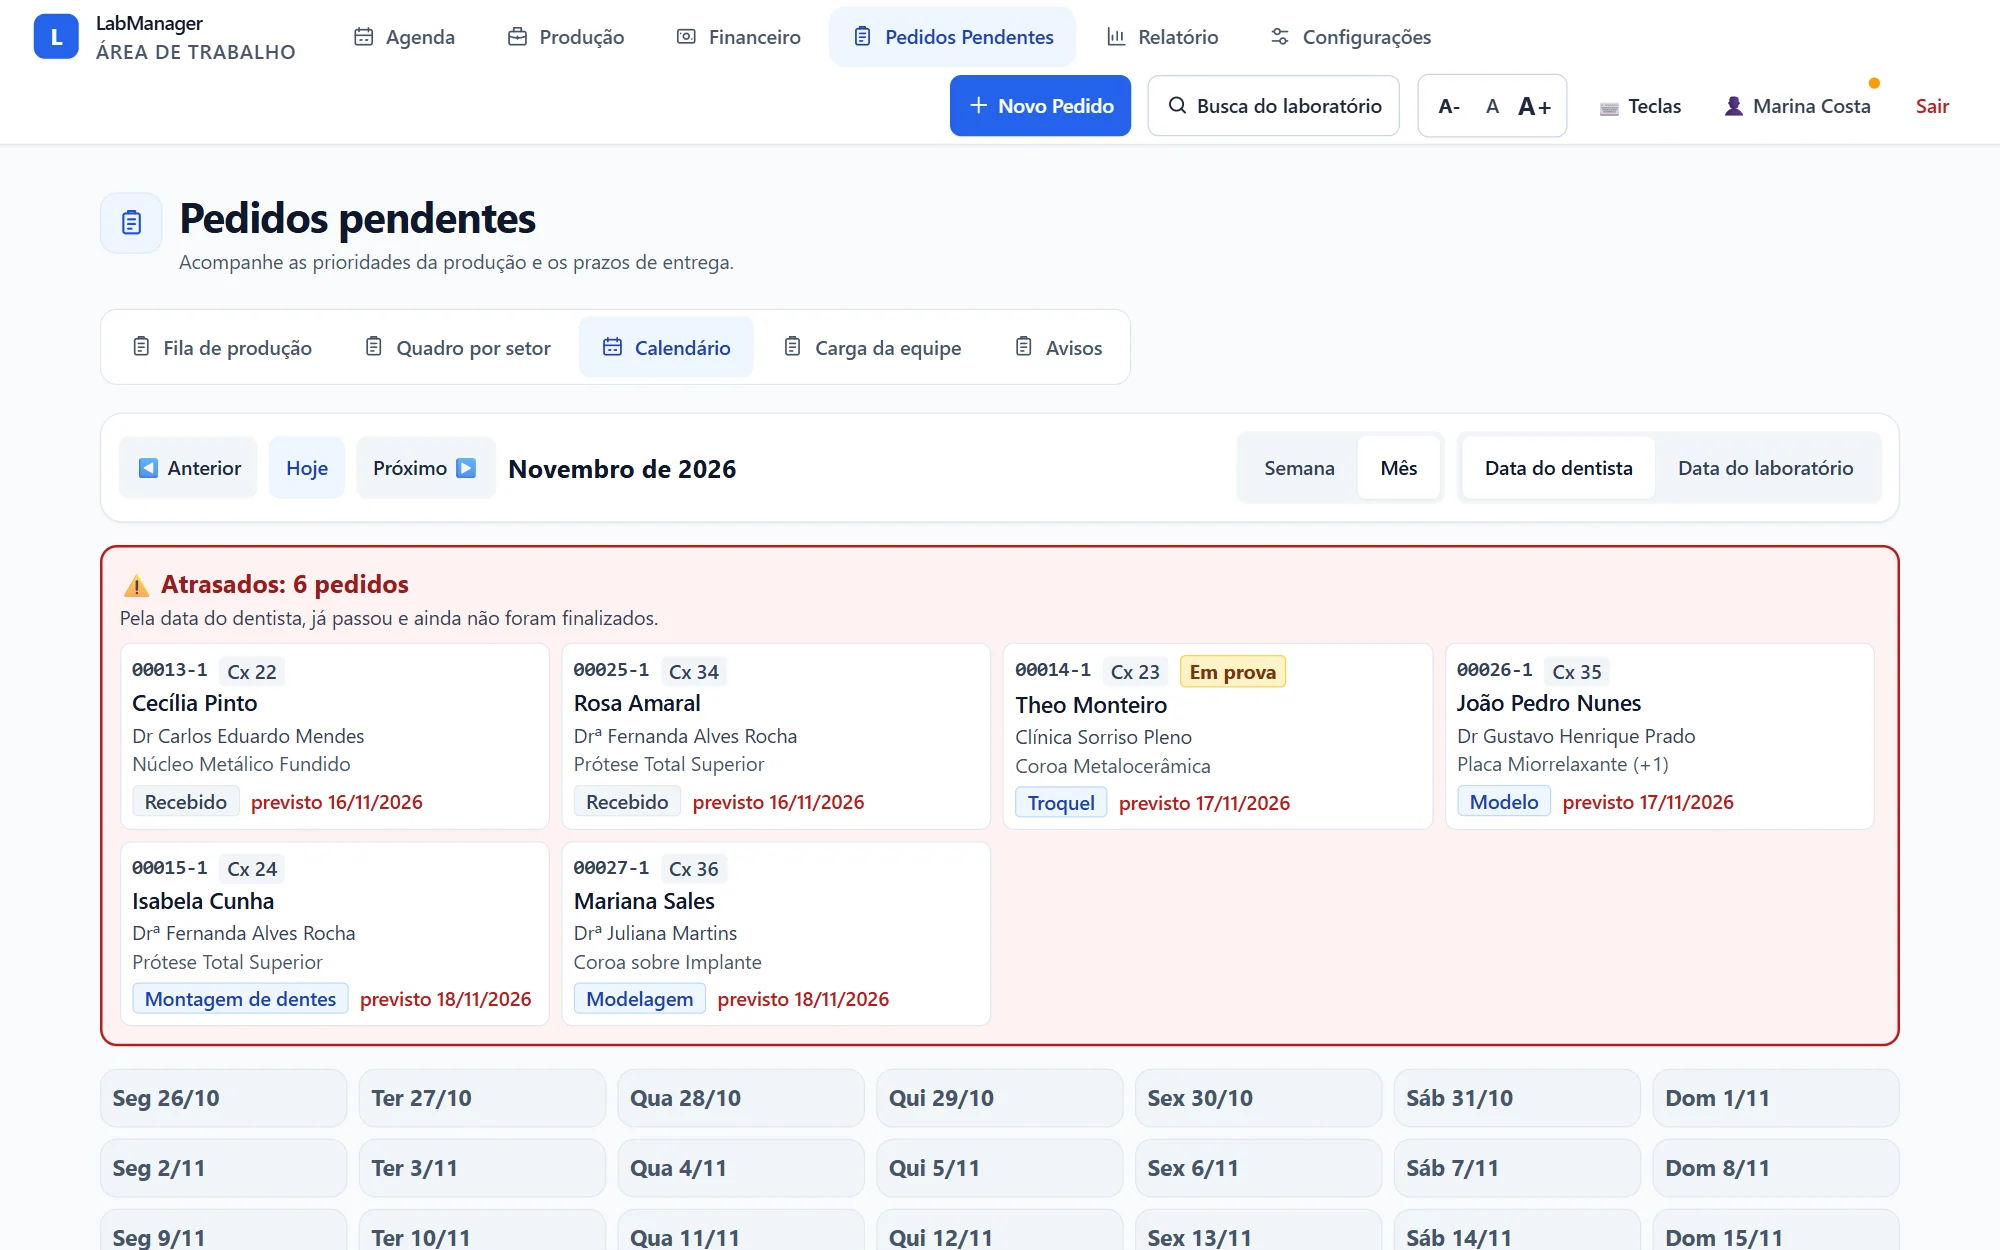 L
LabManager
ÁREA DE TRABALHO
Agenda
Produção
Financeiro
Pedidos Pendentes
Relatório
Configurações
+ Novo Pedido
Busca do laboratório
A-
A
A+
Teclas
Marina Costa
Sair
Pedidos pendentes
Acompanhe as prioridades da produção e os prazos de entrega.
Fila de produção
Quadro por setor
Calendário
Carga da equipe
Avisos
Anterior
Hoje
Próximo
Novembro de 2026
Semana
Mês
Data do dentista
Data do laboratório
Atrasados: 6 pedidos
Pela data do dentista, já passou e ainda não foram finalizados.
00013-1 Cx 22
Cecília Pinto
Dr Carlos Eduardo Mendes
Núcleo Metálico Fundido
Recebido previsto 16/11/2026
00025-1 Cx 34
Rosa Amaral
Drª Fernanda Alves Rocha
Prótese Total Superior
Recebido previsto 16/11/2026
00014-1 Cx 23 Em prova
Theo Monteiro
Clínica Sorriso Pleno
Coroa Metalocerâmica
Troquel previsto 17/11/2026
00026-1 Cx 35
João Pedro Nunes
Dr Gustavo Henrique Prado
Placa Miorrelaxante (+1)
Modelo previsto 17/11/2026
00015-1 Cx 24
Isabela Cunha
Drª Fernanda Alves Rocha
Prótese Total Superior
Montagem de dentes previsto 18/11/2026
00027-1 Cx 36
Mariana Sales
Drª Juliana Martins
Coroa sobre Implante
Modelagem previsto 18/11/2026
Seg 26/10
Ter 27/10
Qua 28/10
Qui 29/10
Sex 30/10
Sáb 31/10
Dom 1/11
Seg 2/11
Ter 3/11
Qua 4/11
Qui 5/11
Sex 6/11
Sáb 7/11
Dom 8/11
Seg 9/11
Ter 10/11
Qua 11/11
Qui 12/11
Sex 13/11
Sáb 14/11
Dom 15/11